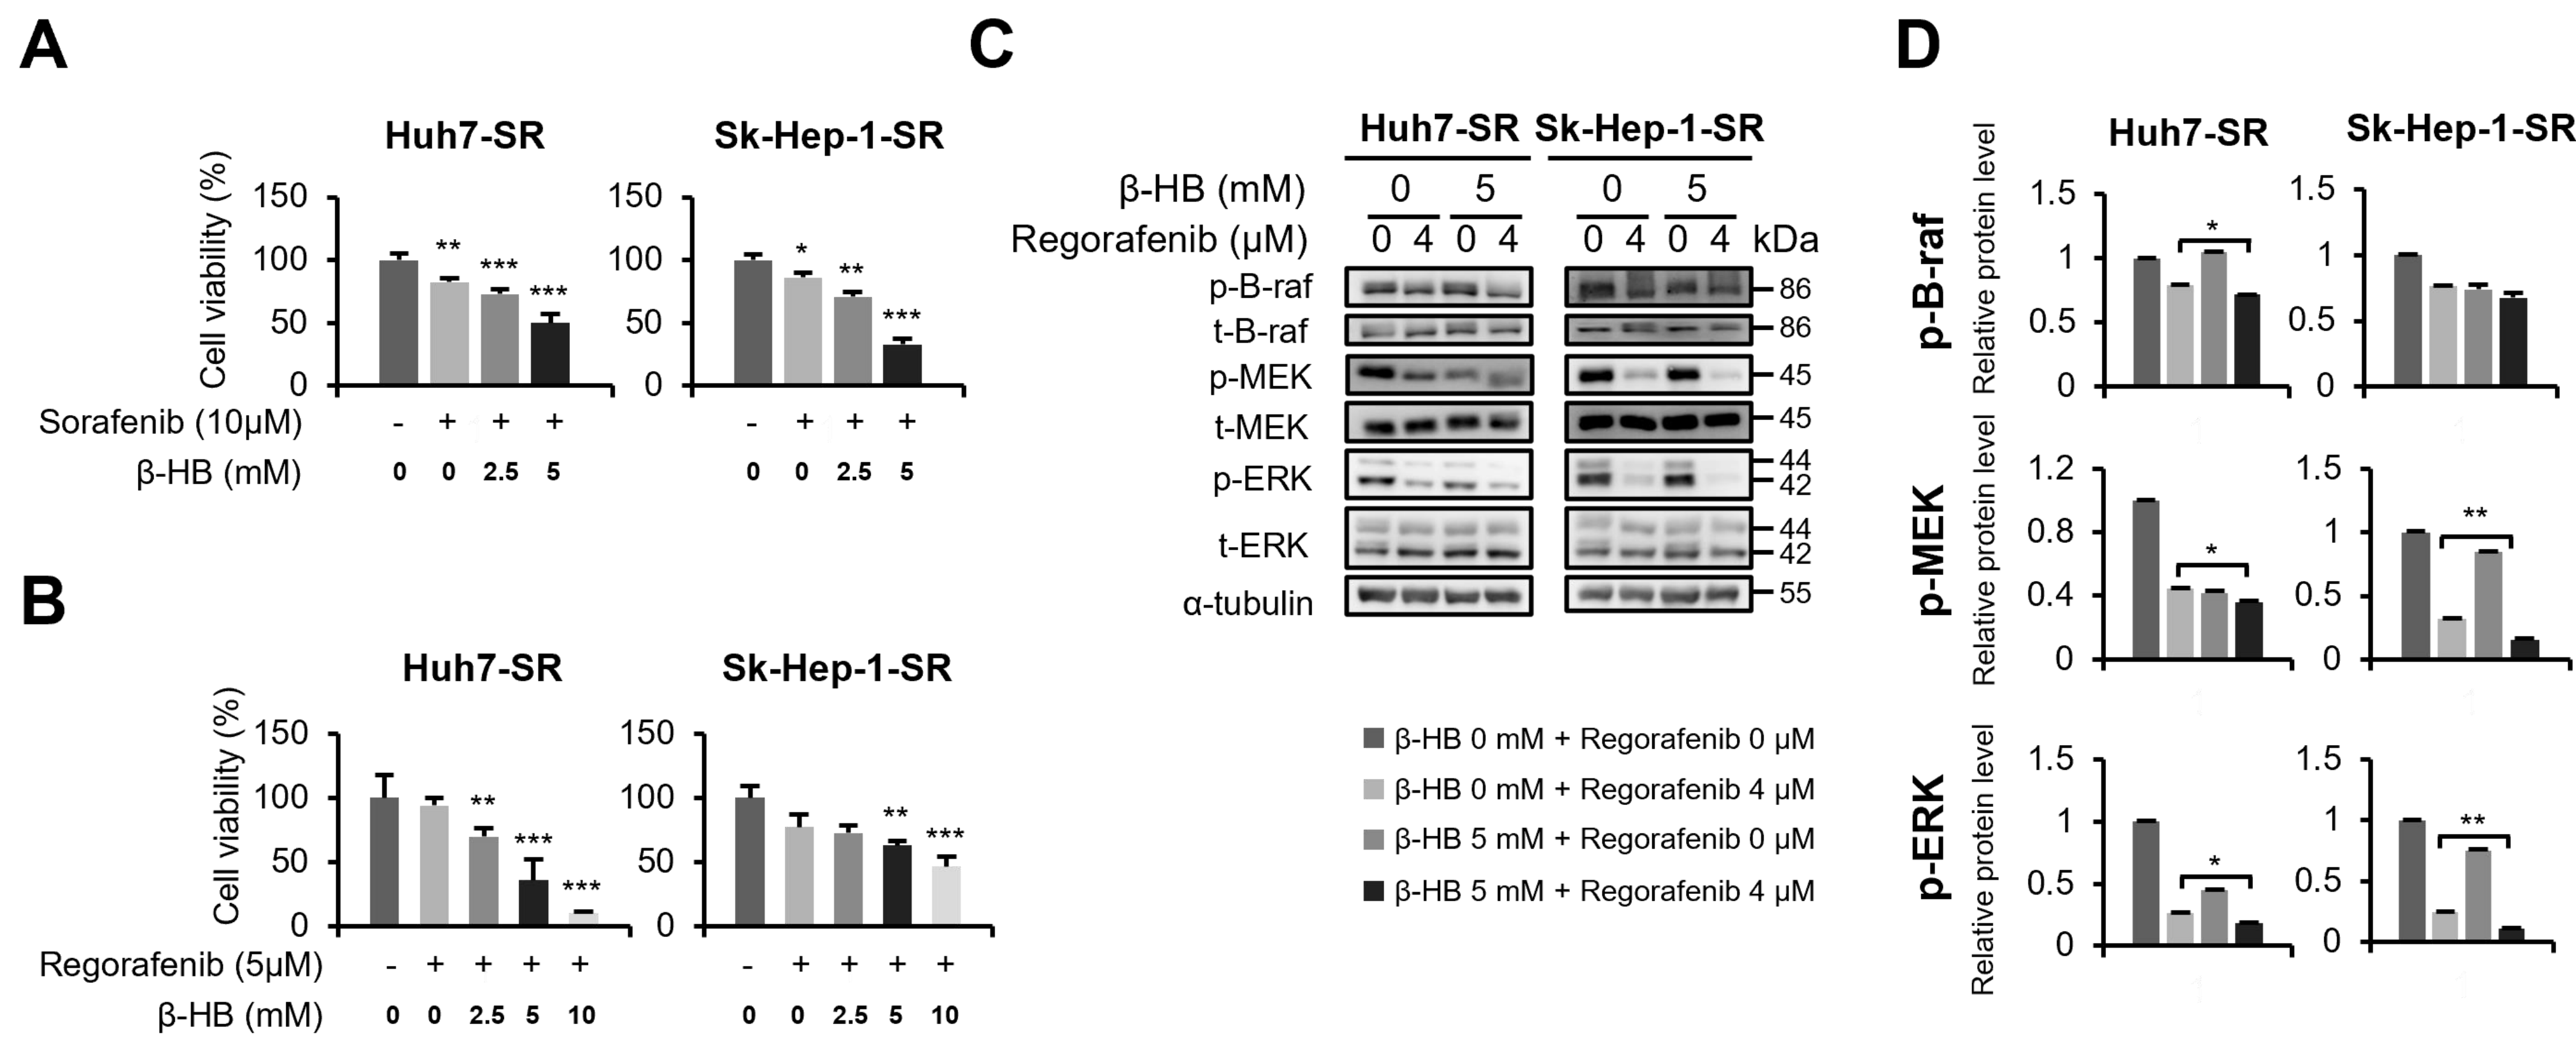 A
Huh7-SR
Sk-Hep-1-SR
Cell viability (%)
150
100
50
0
** *** ***
150
100
50
0
* ** ***
Sorafenib (10μM) - + + + - + + +
β-HB (mM) 0 0 2.5 5 0 0 2.5 5
B
Huh7-SR
Sk-Hep-1-SR
Cell viability (%)
150
100
50
0
** *** ***
150
100
50
0
** ***
Regorafenib (5μM) - + + + + - + + + +
β-HB (mM) 0 0 2.5 5 10 0 0 2.5 5 10
C
Huh7-SR Sk-Hep-1-SR
β-HB (mM) 0 5 0 5
Regorafenib (μM) 0 4 0 4 0 4 0 4 kDa
p-B-raf 86
t-B-raf 86
p-MEK 45
t-MEK 45
p-ERK 44
42
t-ERK 44
42
α-tubulin 55
β-HB 0 mM + Regorafenib 0 μM
β-HB 0 mM + Regorafenib 4 μM
β-HB 5 mM + Regorafenib 0 μM
β-HB 5 mM + Regorafenib 4 μM
D
Huh7-SR
Sk-Hep-1-SR
p-B-raf
Relative protein level
1.5
1
0.5
0
*
1.5
1
0.5
0
p-MEK
Relative protein level
1.2
0.8
0.4
0
*
1.5
1
0.5
0
**
p-ERK
Relative protein level
1.5
1
0.5
0
*
1.5
1
0.5
0
**